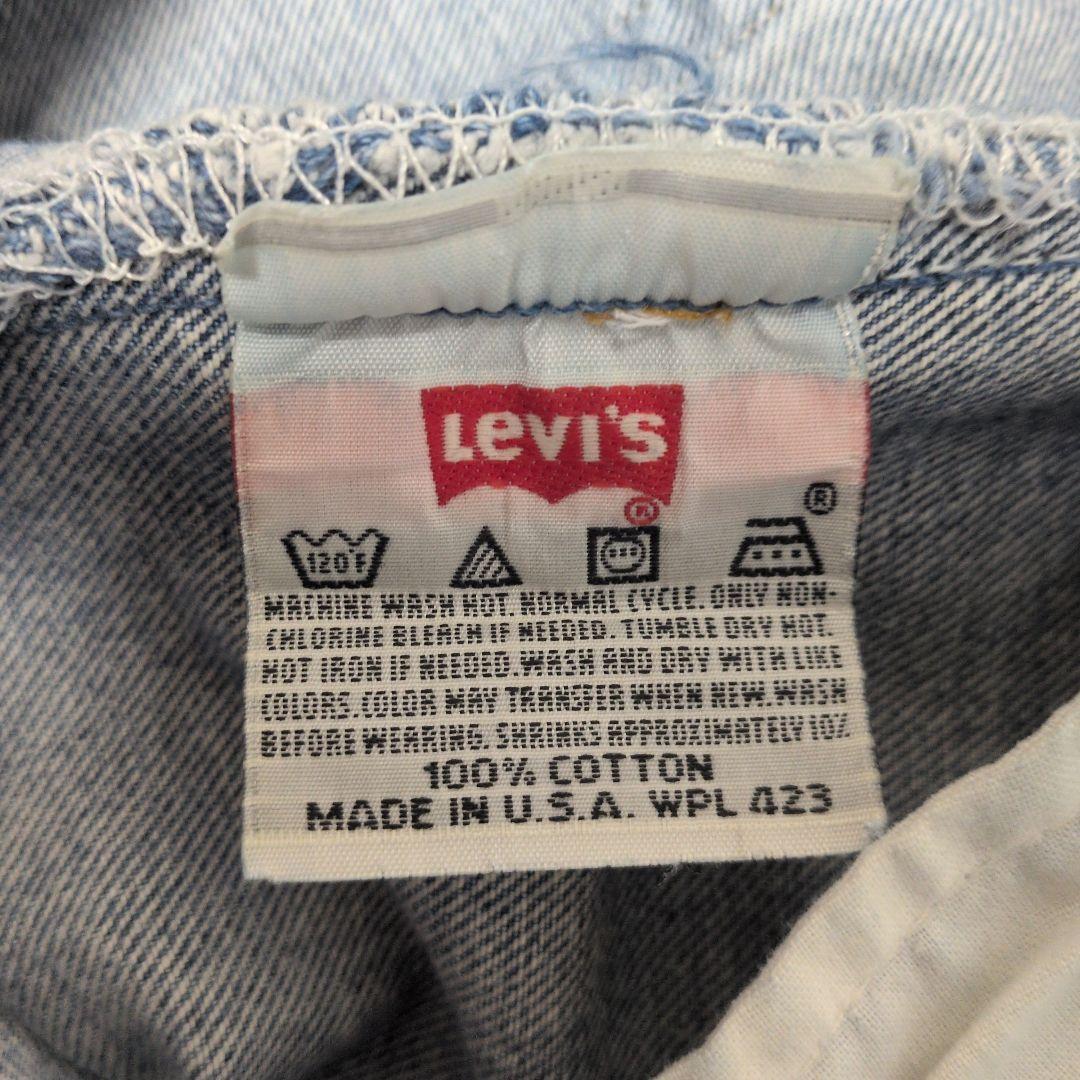 Levi's
®
®
120F
MACHINE WASH HOT. NORMAL CYCLE. ONLY NON-
CHLORINE BLEACH IF NEEDED. TUMBLE DRY HOT.
HOT IRON IF NEEDED. WASH AND DRY WITH LIKE
COLORS. COLOR MAY TRANSFER WHEN NEW. WASH
BEFORE WEARING. SHRINKS APPROXIMATELY 10%
100% COTTON
MADE IN U.S.A. WPL 423